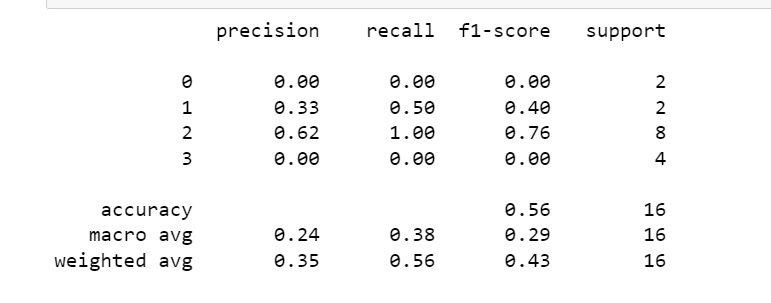 precision recall f1-score support
0 0.00 0.00 0.00 2
1 0.33 0.50 0.40 2
2 0.62 1.00 0.76 8
3 0.00 0.00 0.00 4
accuracy 0.56 16
macro avg 0.24 0.38 0.29 16
weighted avg 0.35 0.56 0.43 16